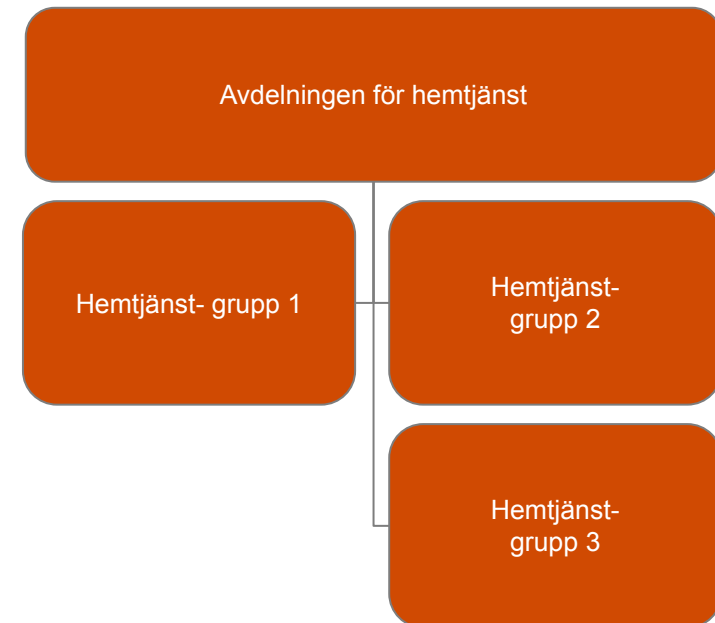 Avdelningen för hemtjänst
Hemtjänst- grupp 1
Hemtjänst-
grupp 2
Hemtjänst-
grupp 3